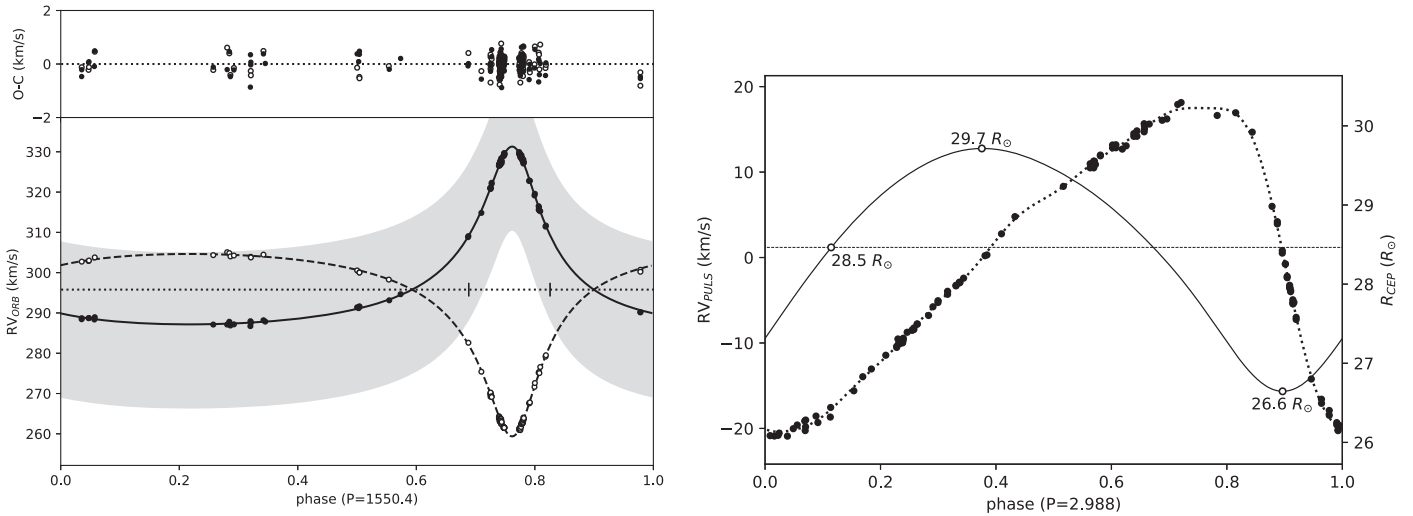 2
0
−2
O-C (km/s)
330
320
310
300
290
280
270
260
RV_ORB (km/s)
0.0 0.2 0.4 0.6 0.8 1.0
phase (P=1550.4)
20
10
0
−10
−20
RV_PULS (km/s)
29.7 R☉
28.5 R☉
26.6 R☉
30
29
28
27
26
R_CEP (R☉)
0.0 0.2 0.4 0.6 0.8 1.0
phase (P=2.988)